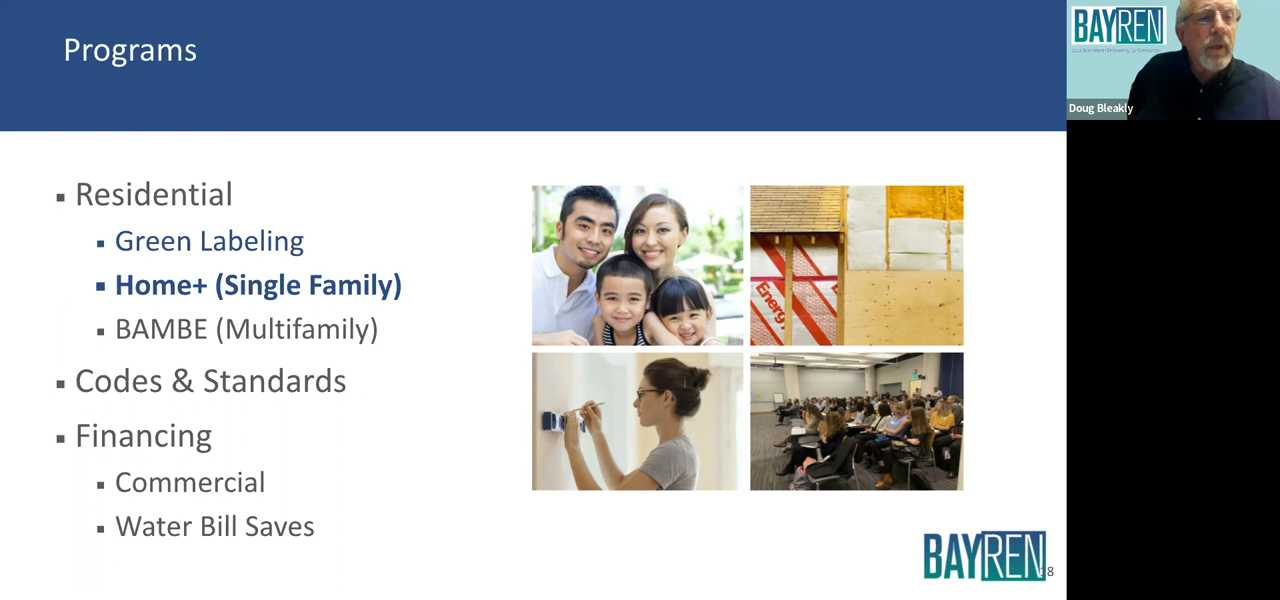 Programs
Residential
Green Labeling
Home+ (Single Family)
BAMBE (Multifamily)
Codes & Standards
Financing
Commercial
Water Bill Saves
Energy
BAYREN
BAYREN
Doug Bleakly